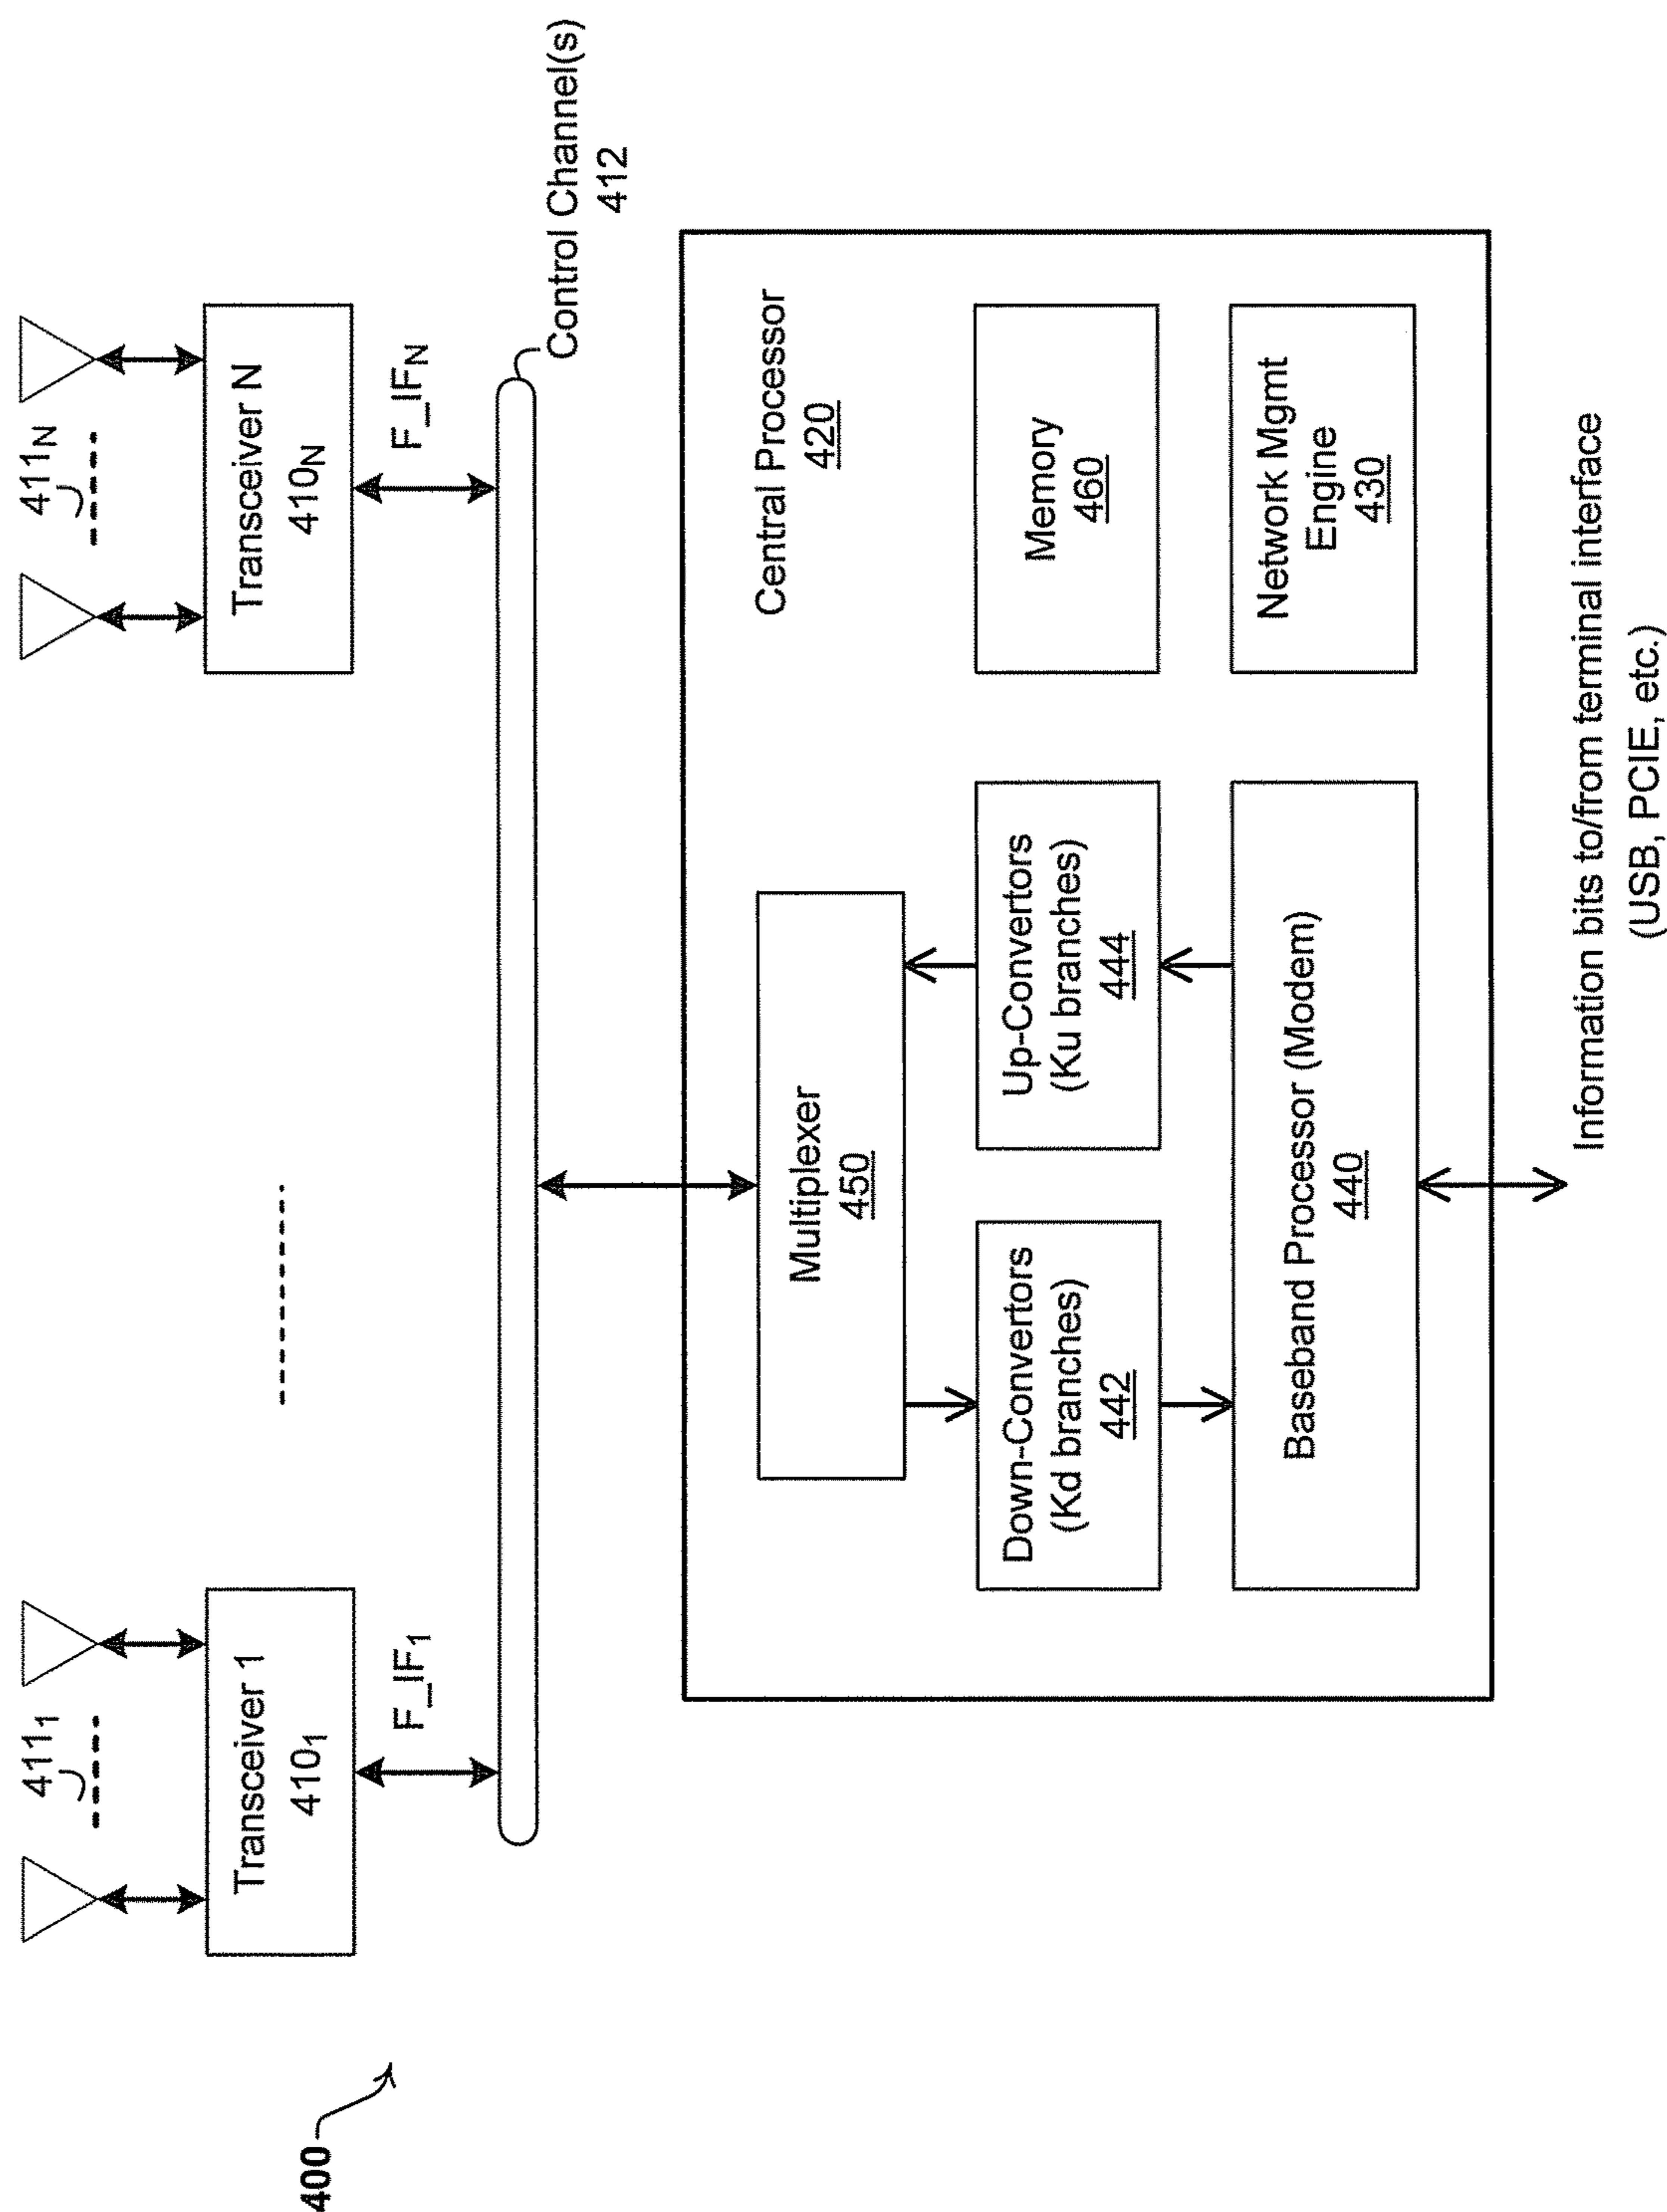 400
411₁
411N
Transceiver 1
410₁
Transceiver N
410N
F_IF₁
F_IFN
Control Channel(s)
412
Central Processor
420
Multiplexer
450
Down-Convertors
(Kd branches)
442
Up-Convertors
(Ku branches)
444
Memory
460
Baseband Processor (Modem)
440
Network Mgmt
Engine
430
Information bits to/from terminal interface
(USB, PCIE, etc.)